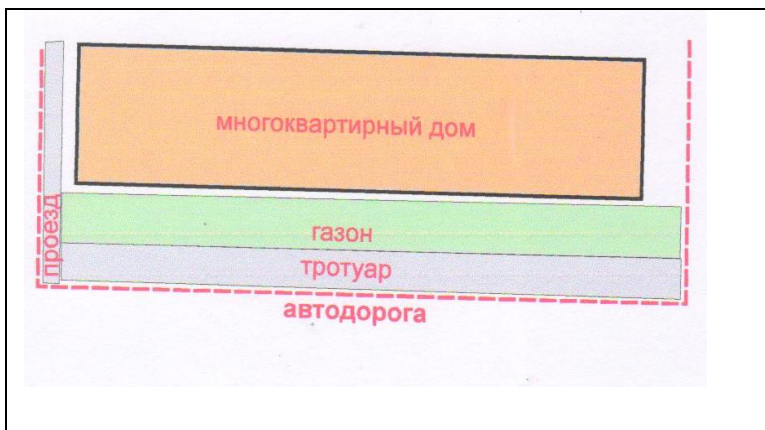 многоквартирный дом
проезд
газон
тротуар
автодорога